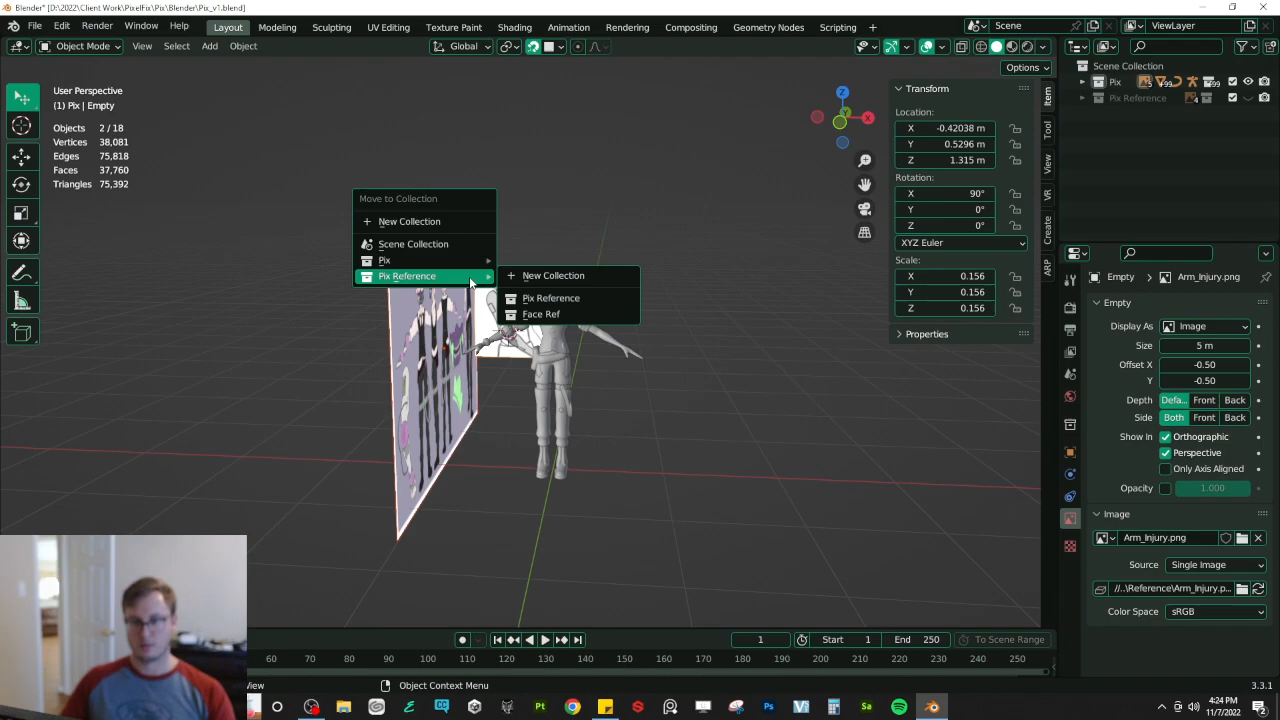 Blender* [D:\2022\Client Work\PixelFix\Pix\Blender\Pix_v1.blend]
File Edit Render Window Help Layout Modeling Sculpting UV Editing Texture Paint Shading Animation Rendering Compositing Geometry Nodes Scripting + Scene ViewLayer
Object Mode View Select Add Object Global
Options
User Perspective
(1) Pix | Empty
Objects 2 / 18
Vertices 38,081
Edges 75,818
Faces 37,760
Triangles 75,392
Z
Y
X
Move to Collection
New Collection
Scene Collection
Pix
Pix Reference
New Collection
Pix Reference
Face Ref
Transform
Location:
X -0.42038 m
Y 0.5296 m
Z 1.315 m
Rotation:
X 90°
Y 0°
Z 0°
XYZ Euler
Scale:
X 0.156
Y 0.156
Z 0.156
Properties
Item
Tool
View
VR
Create
ARP
Scene Collection
Pix
Pix Reference
Empty Arm_Injury.png
Empty
Display As Image
Size 5 m
Offset X -0.50
Y -0.50
Depth Defa... Front Back
Side Both Front Back
Show In Orthographic
Perspective
Only Axis Aligned
Opacity 1.000
Image
Arm_Injury.png
Source Single Image
//..\Reference\Arm_Injury.p...
Color Space sRGB
1 Start 1 End 250 To Scene Range
60 70 80 90 100 110 120 130 140 150 160 170 180 190 200 210 220 230 240 250
View Object Context Menu 3.3.1
4:24 PM
11/7/2022